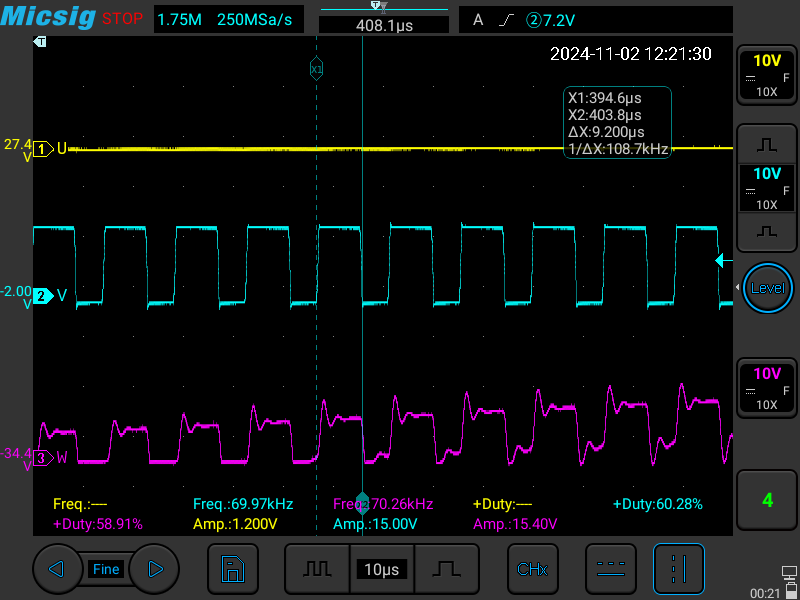 Micsig STOP 1.75M 250MSa/s 408.1µs A ②7.2V
T
2024-11-02 12:21:30
10V
F
10X
X1
X1:394.6µs
X2:403.8µs
ΔX:9.200µs
1/ΔX:108.7kHz
27.4 V
1 U
10V
F
10X
-2.00 V
2 V
Level
10V
F
10X
-34.4 V
3 W
Freq.:---- Freq.:69.97kHz Freq.:70.26kHz +Duty:---- +Duty:60.28%
+Duty:58.91% Amp.:1.200V Amp.:15.00V Amp.:15.40V
4
Fine 10µs CHx
00:21